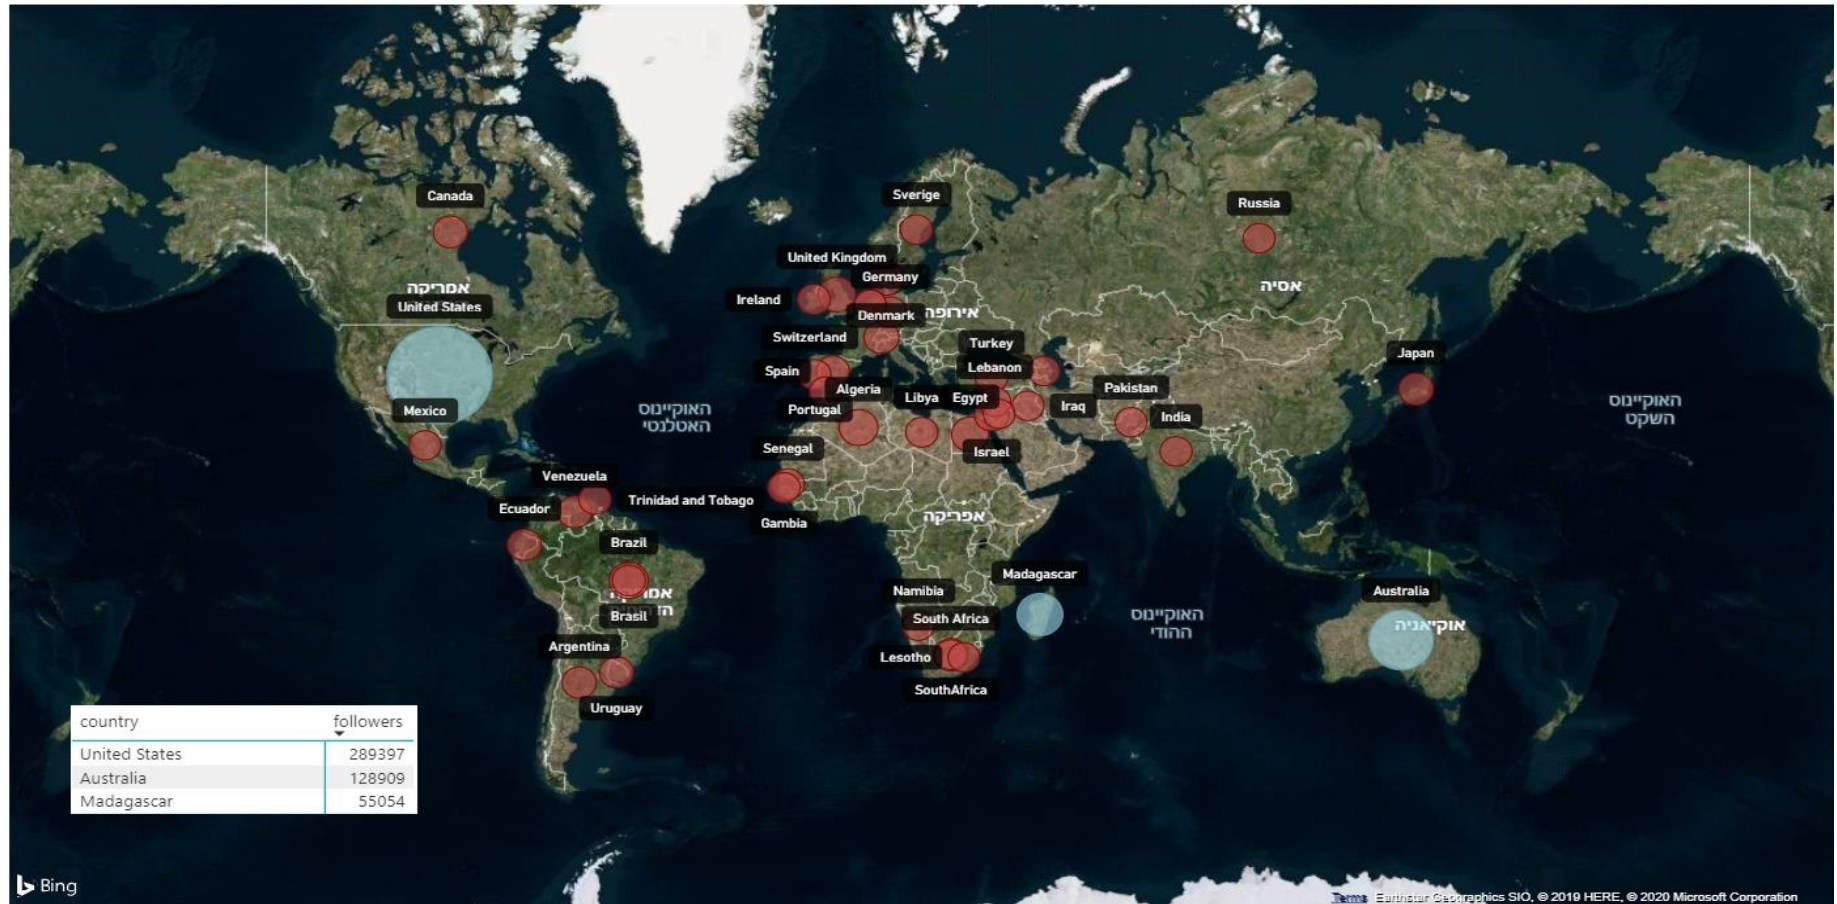 Canada
Sverige
Russia
United Kingdom
Germany
אמריקה
אסיה
Ireland
United States
Denmark
אירופה
Switzerland
Turkey
Japan
Spain
Lebanon
Algeria
Pakistan
האוקיינוס
השקט
Mexico
האוקיינוס
האטלנטי
Portugal
Libya
Egypt
Iraq
India
Senegal
Israel
Venezuela
Ecuador
Trinidad and Tobago
Gambia
אפריקה
Brazil
Madagascar
Namibia
Australia
אמריקה
Brasil
האוקיינוס
ההודי
South Africa
אוקיאניה
Argentina
Lesotho
SouthAfrica
Uruguay
country followers
United States 289397
Australia 128909
Madagascar 55054
Bing
Terms Earthstar Geographics SIO, © 2019 HERE, © 2020 Microsoft Corporation